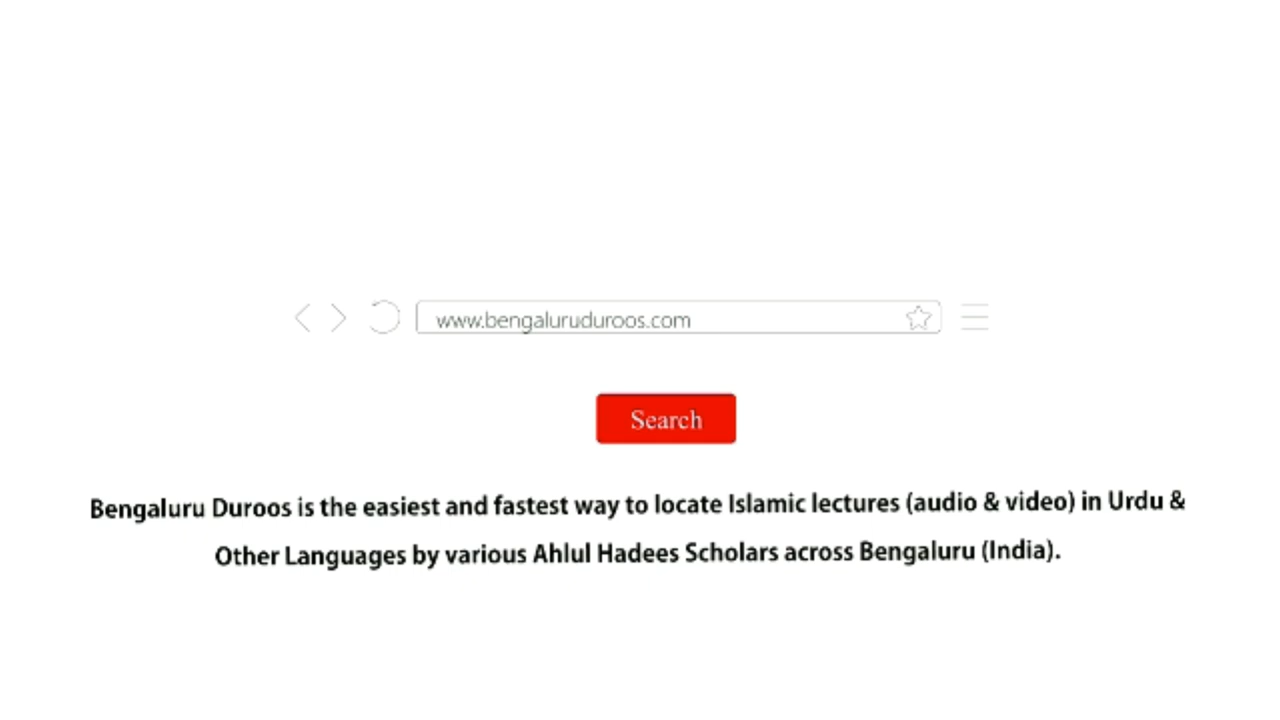 www.bengaluruduroos.com
Search
Bengaluru Duroos is the easiest and fastest way to locate Islamic lectures (audio & video) in Urdu &
Other Languages by various Ahlul Hadees Scholars across Bengaluru (India).